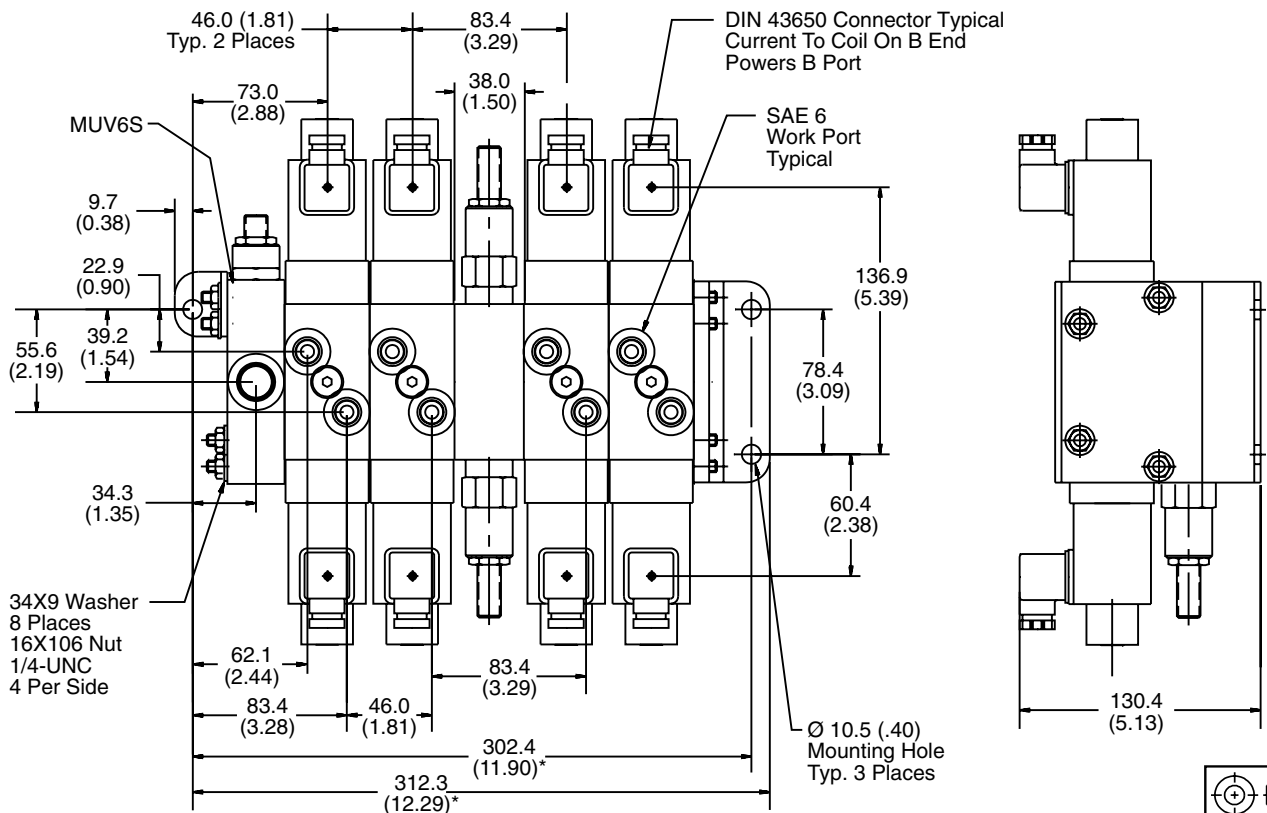 46.0 (1.81)
Typ. 2 Places
83.4
(3.29)
DIN 43650 Connector Typical
Current To Coil On B End
Powers B Port
73.0
(2.88)
38.0
(1.50)
MUV6S
SAE 6
Work Port
Typical
9.7
(0.38)
22.9
(0.90)
39.2
(1.54)
55.6
(2.19)
136.9
(5.39)
78.4
(3.09)
34.3
(1.35)
60.4
(2.38)
34X9 Washer
8 Places
16X106 Nut
1/4-UNC
4 Per Side
62.1
(2.44)
83.4
(3.29)
83.4
(3.28)
46.0
(1.81)
130.4
(5.13)
302.4
(11.90)*
Ø 10.5 (.40)
Mounting Hole
Typ. 3 Places
312.3
(12.29)*